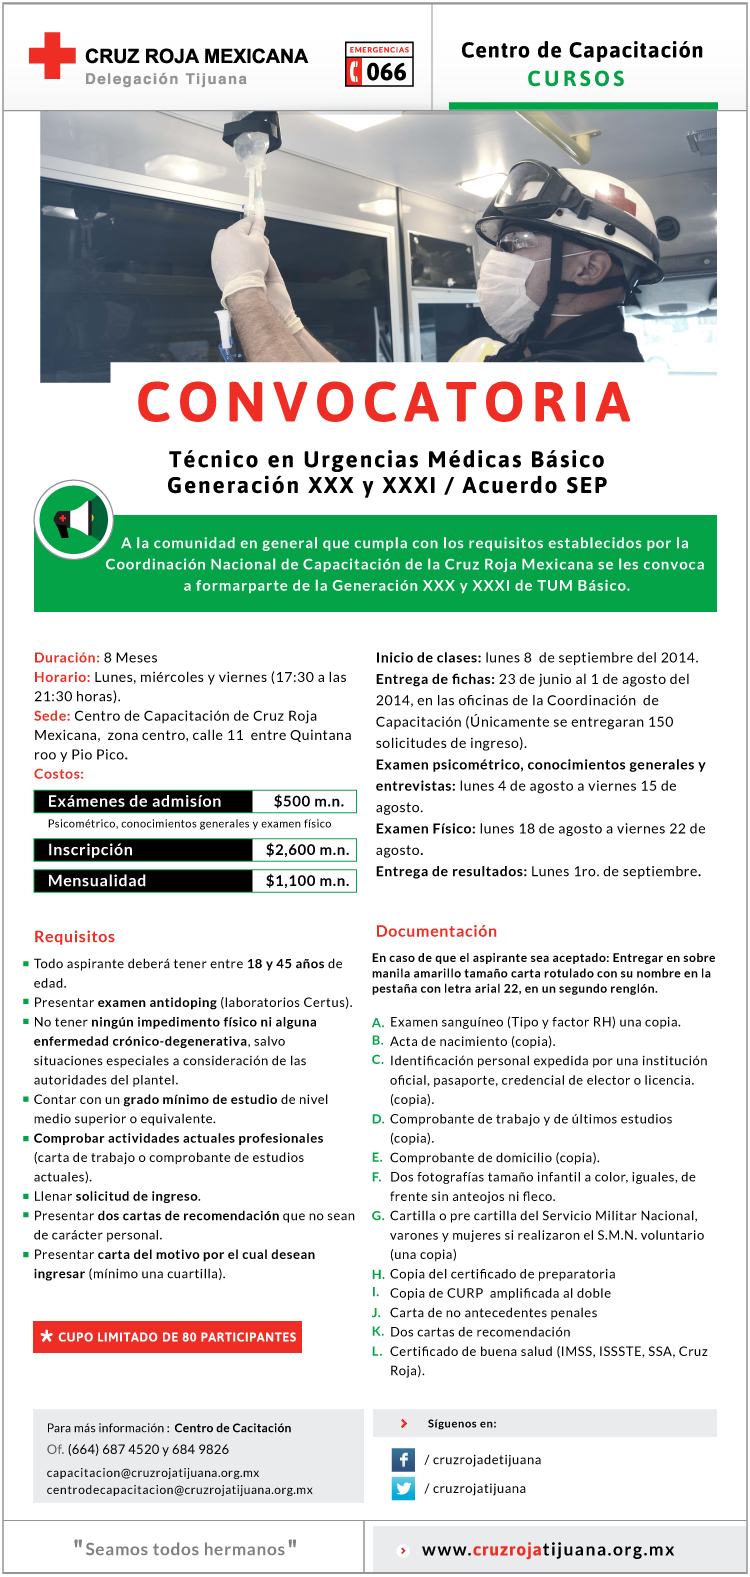 CRUZ ROJA MEXICANA
Delegación Tijuana
EMERGENCIAS
066
Centro de Capacitación
CURSOS
CONVOCATORIA
Técnico en Urgencias Médicas Básico
Generación XXX y XXXI / Acuerdo SEP
A la comunidad en general que cumpla con los requisitos establecidos por la
Coordinación Nacional de Capacitación de la Cruz Roja Mexicana se les convoca
a formarparte de la Generación XXX y XXXI de TUM Básico.
Duración: 8 Meses
Horario: Lunes, miércoles y viernes (17:30 a las
21:30 horas).
Sede: Centro de Capacitación de Cruz Roja
Mexicana, zona centro, calle 11 entre Quintana
roo y Pio Pico.
Costos:
Exámenes de admisíon $500 m.n.
Psicométrico, conocimientos generales y examen físico
Inscripción $2,600 m.n.
Mensualidad $1,100 m.n.
Inicio de clases: lunes 8 de septiembre del 2014.
Entrega de fichas: 23 de junio al 1 de agosto del
2014, en las oficinas de la Coordinación de
Capacitación (Únicamente se entregaran 150
solicitudes de ingreso).
Examen psicométrico, conocimientos generales y
entrevistas: lunes 4 de agosto a viernes 15 de
agosto.
Examen Físico: lunes 18 de agosto a viernes 22 de
agosto.
Entrega de resultados: Lunes 1ro. de septiembre.
Requisitos
Todo aspirante deberá tener entre 18 y 45 años de
edad.
Presentar examen antidoping (laboratorios Certus).
No tener ningún impedimento físico ni alguna
enfermedad crónico-degenerativa, salvo
situaciones especiales a consideración de las
autoridades del plantel.
Contar con un grado mínimo de estudio de nivel
medio superior o equivalente.
Comprobar actividades actuales profesionales
(carta de trabajo o comprobante de estudios
actuales).
Llenar solicitud de ingreso.
Presentar dos cartas de recomendación que no sean
de carácter personal.
Presentar carta del motivo por el cual desean
ingresar (mínimo una cuartilla).
* CUPO LIMITADO DE 80 PARTICIPANTES
Documentación
En caso de que el aspirante sea aceptado: Entregar en sobre
manila amarillo tamaño carta rotulado con su nombre en la
pestaña con letra arial 22, en un segundo renglón.
A. Examen sanguíneo (Tipo y factor RH) una copia.
B. Acta de nacimiento (copia).
C. Identificación personal expedida por una institución
oficial, pasaporte, credencial de elector o licencia.
(copia).
D. Comprobante de trabajo y de últimos estudios
(copia).
E. Comprobante de domicilio (copia).
F. Dos fotografías tamaño infantil a color, iguales, de
frente sin anteojos ni fleco.
G. Cartilla o pre cartilla del Servicio Militar Nacional,
varones y mujeres si realizaron el S.M.N. voluntario
(una copia)
H. Copia del certificado de preparatoria
I. Copia de CURP amplificada al doble
J. Carta de no antecedentes penales
K. Dos cartas de recomendación
L. Certificado de buena salud (IMSS, ISSSTE, SSA, Cruz
Roja).
Para más información : Centro de Cacitación
Of. (664) 687 4520 y 684 9826
capacitacion@cruzrojatijuana.org.mx
centrodecapacitacion@cruzrojatijuana.org.mx
Síguenos en:
/ cruzrojadetijuana
/ cruzrojatijuana
"Seamos todos hermanos"
www.cruzrojatijuana.org.mx